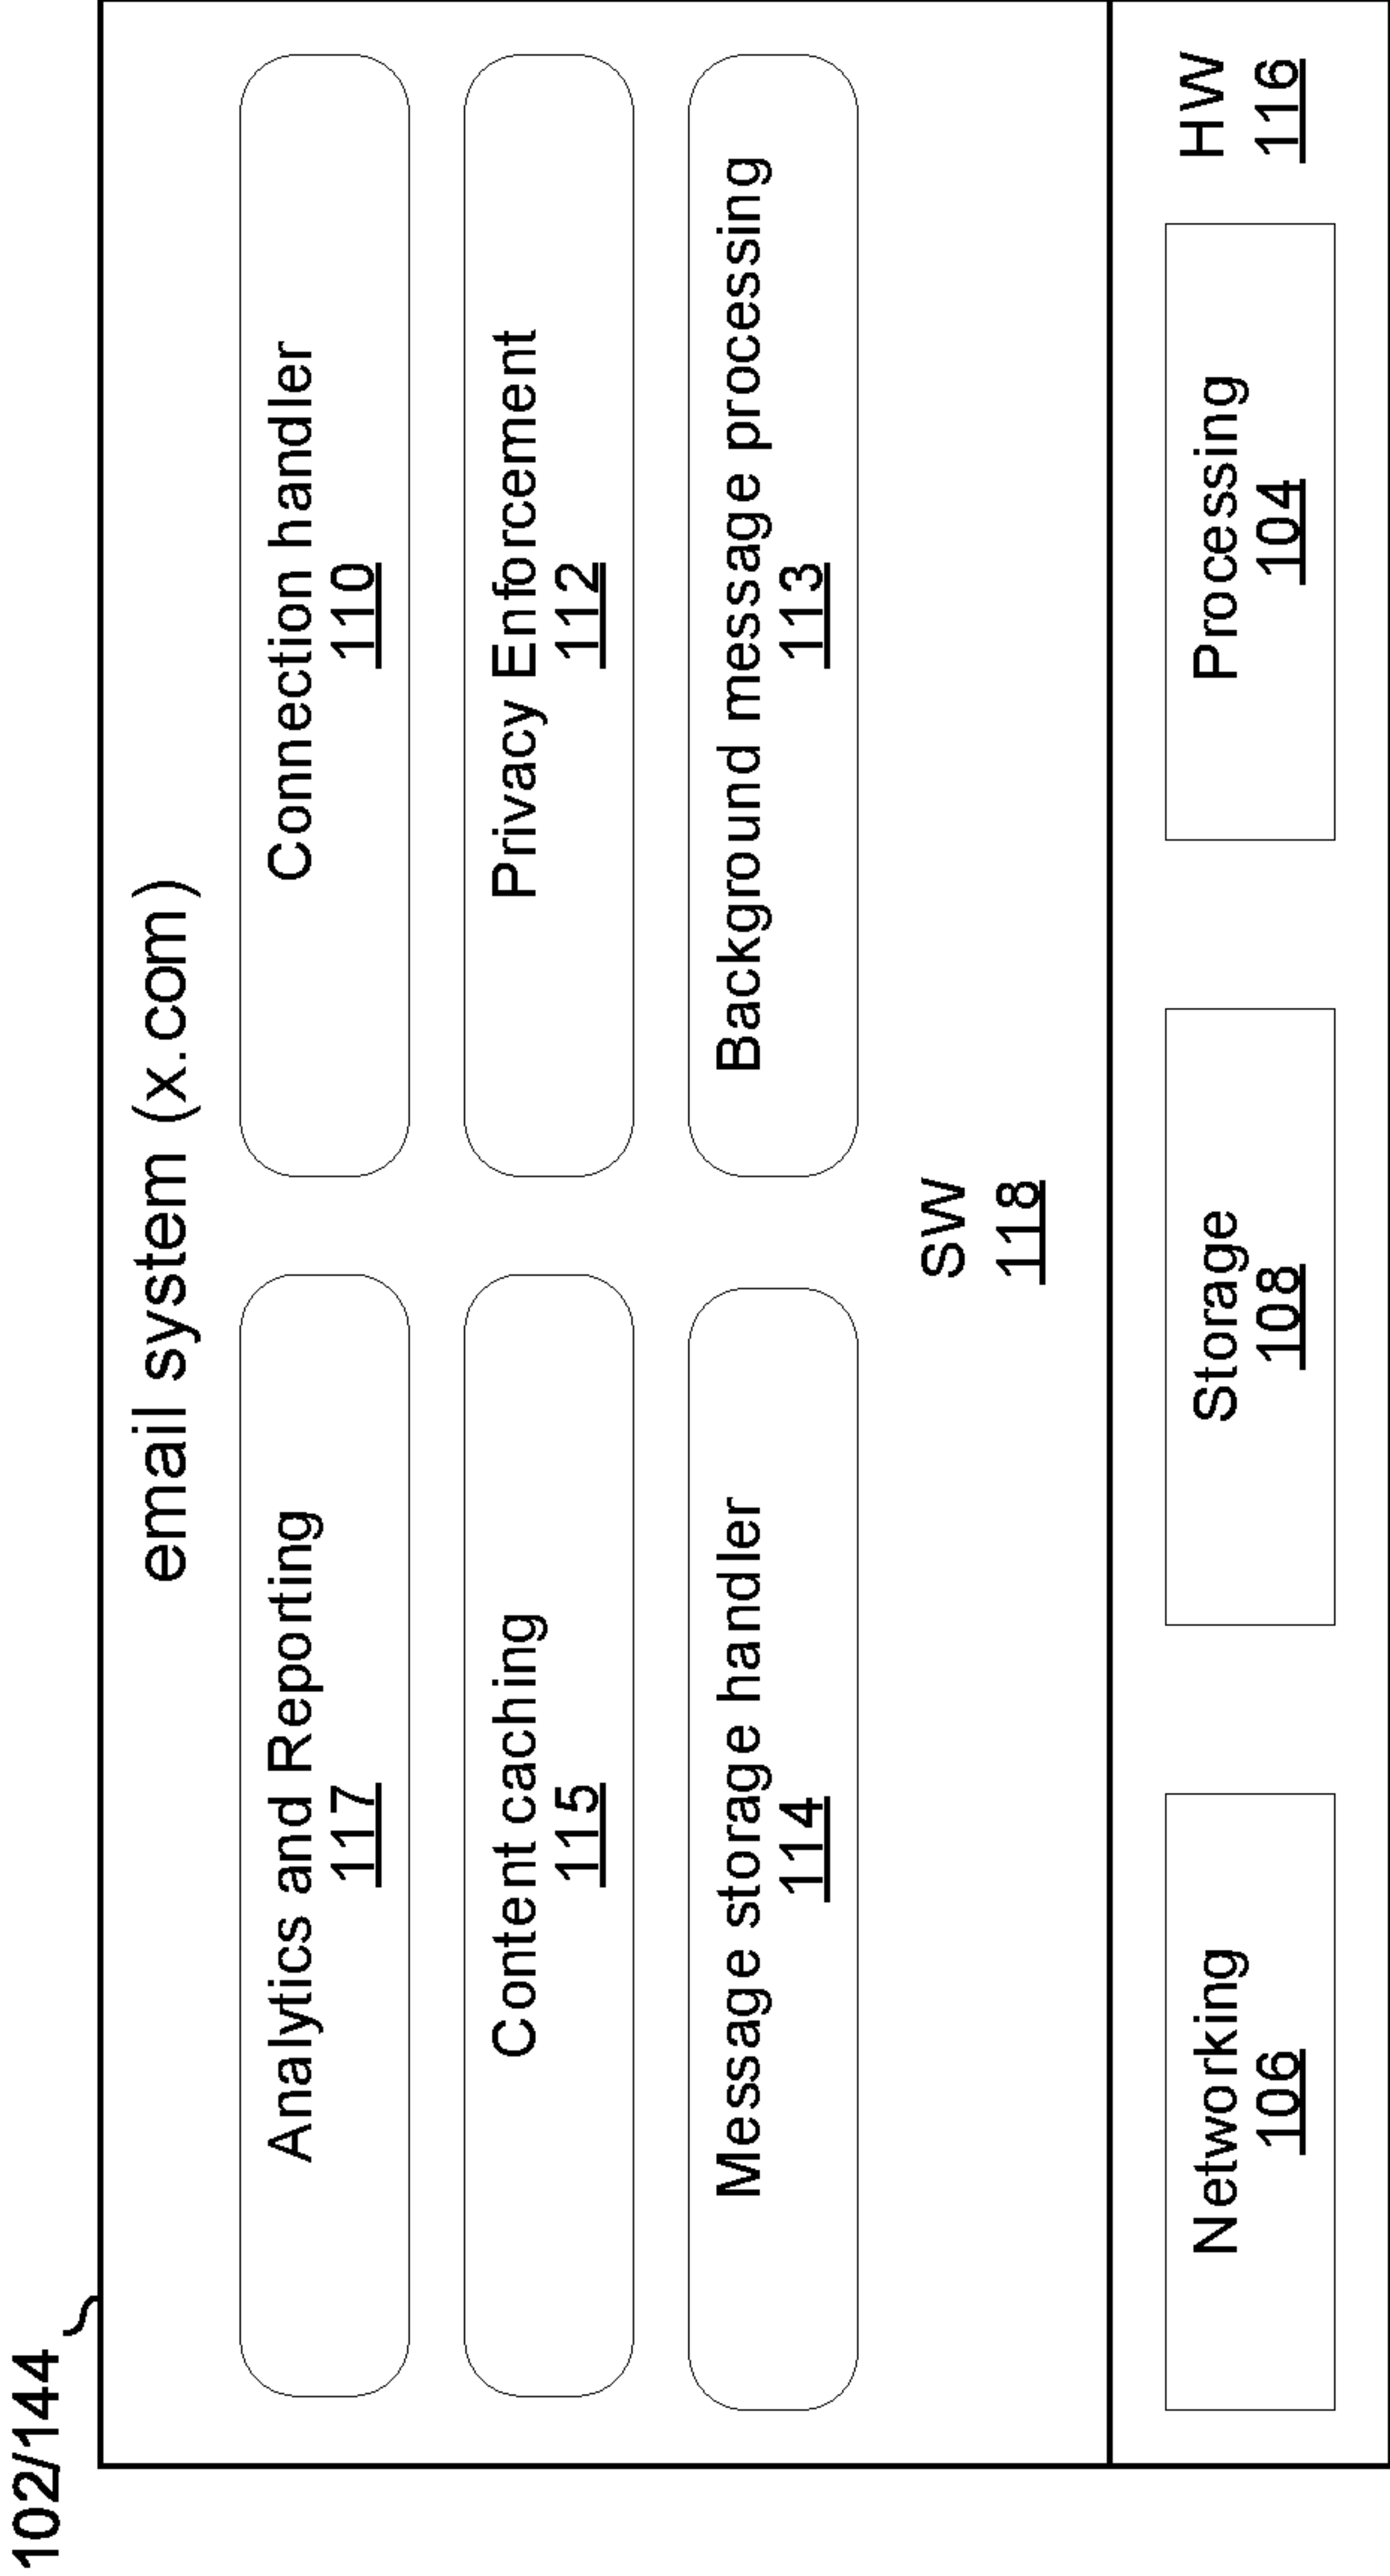 102/144
email system (x.com)
Analytics and Reporting
117
Connection handler
110
Content caching
115
Privacy Enforcement
112
Message storage handler
114
Background message processing
113
SW
118
Networking
106
Storage
108
Processing
104
HW
116